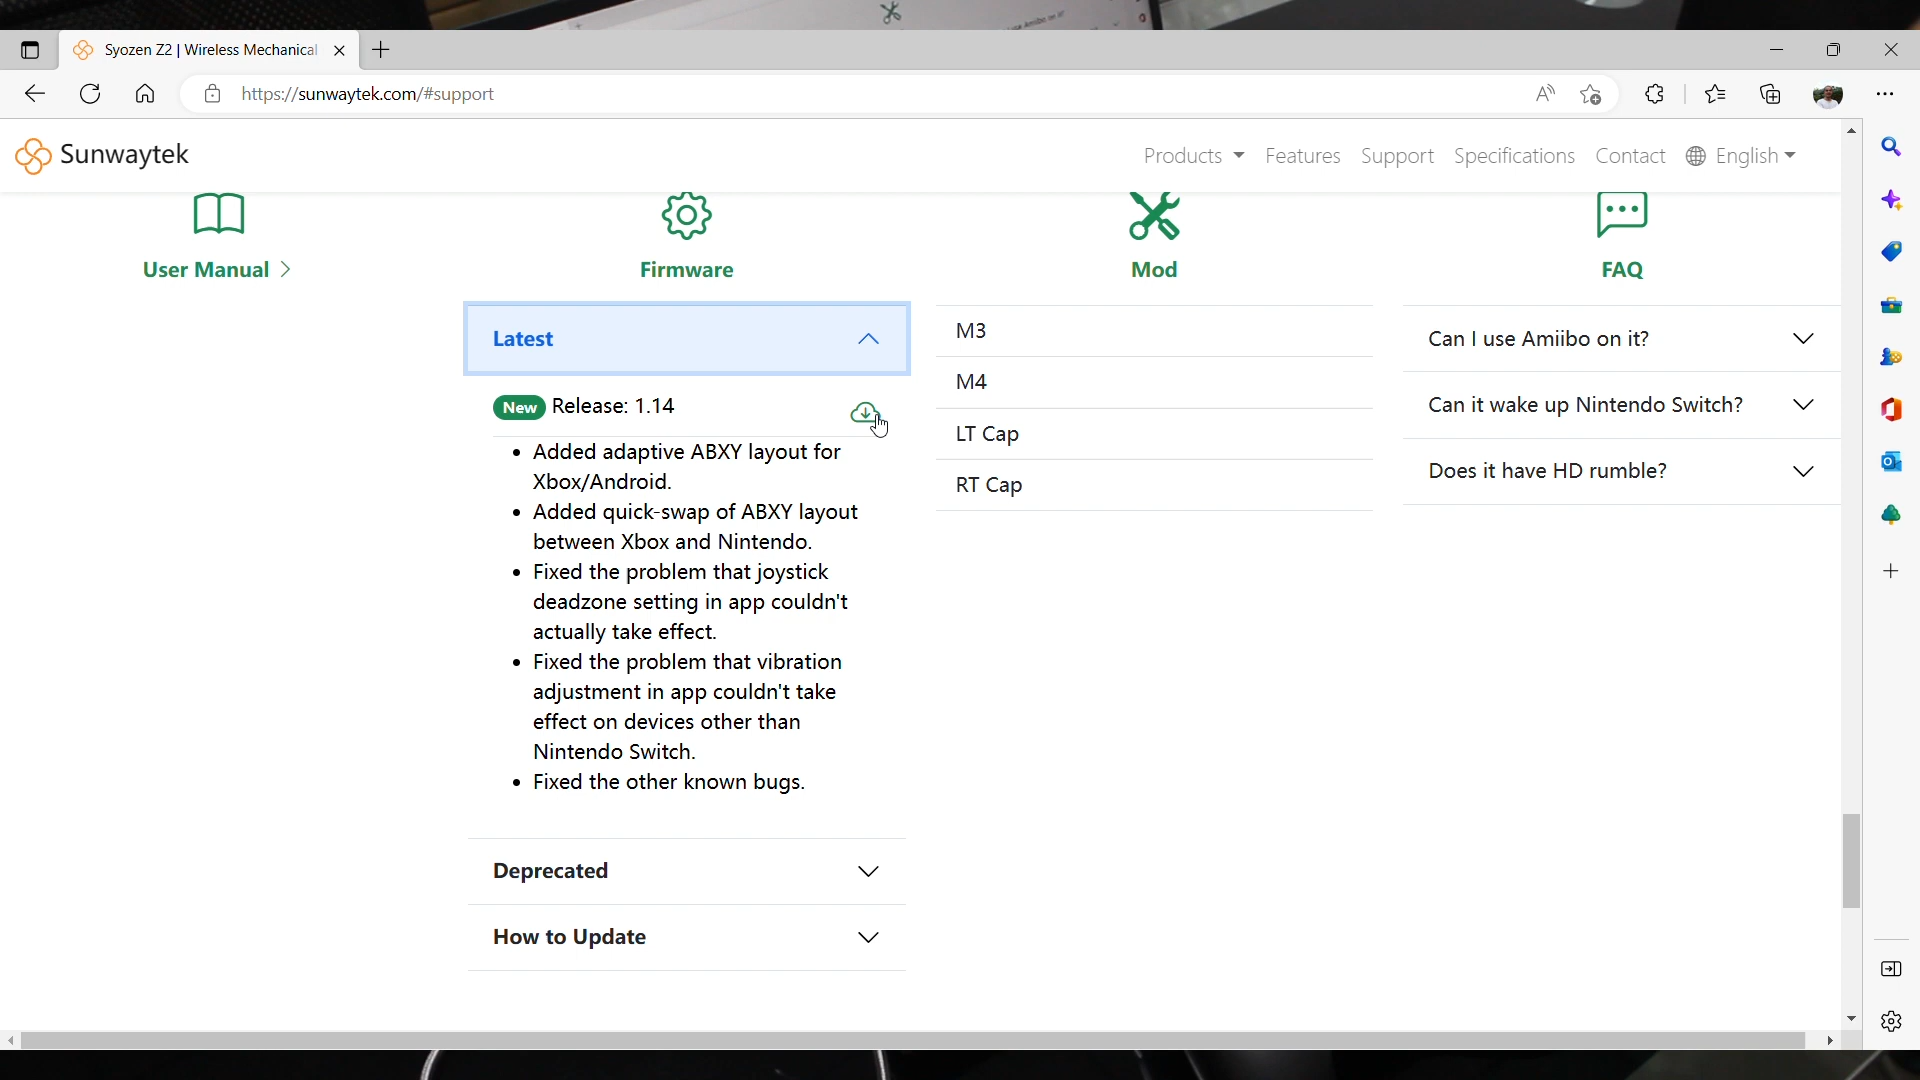 Syozen Z2 | Wireless Mechanical
https://sunwaytek.com/#support
Sunwaytek
Products
Features
Support
Specifications
Contact
English
User Manual
Firmware
Mod
FAQ
Latest
New Release: 1.14
• Added adaptive ABXY layout for
Xbox/Android.
• Added quick-swap of ABXY layout
between Xbox and Nintendo.
• Fixed the problem that joystick
deadzone setting in app couldn't
actually take effect.
• Fixed the problem that vibration
adjustment in app couldn't take
effect on devices other than
Nintendo Switch.
• Fixed the other known bugs.
Deprecated
How to Update
M3
M4
LT Cap
RT Cap
Can I use Amiibo on it?
Can it wake up Nintendo Switch?
Does it have HD rumble?